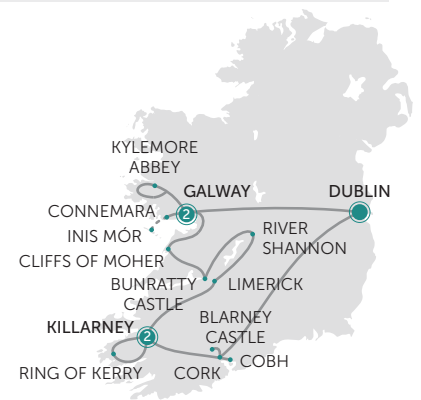 KYLEMORE
ABBEY
GALWAY
2
DUBLIN
CONNEMARA
INIS MÓR
RIVER
SHANNON
CLIFFS OF MOHER
BUNRATTY
CASTLE
LIMERICK
KILLARNEY
2
BLARNEY
CASTLE
COBH
CORK
RING OF KERRY